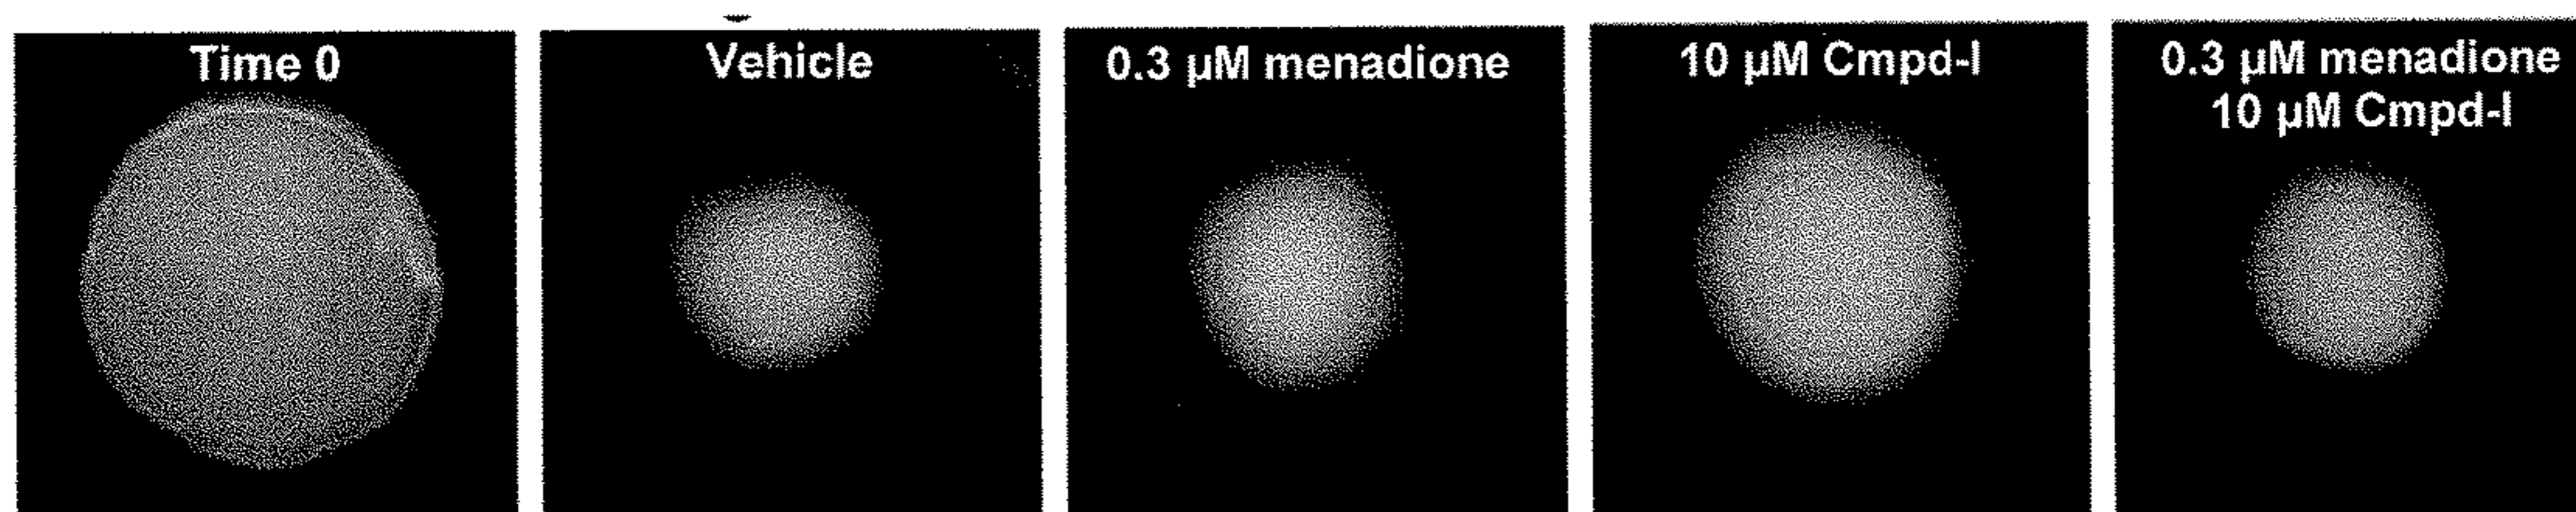 Time 0
Vehicle
0.3 µM menadione
10 µM Cmpd-I
0.3 µM menadione
10 µM Cmpd-I